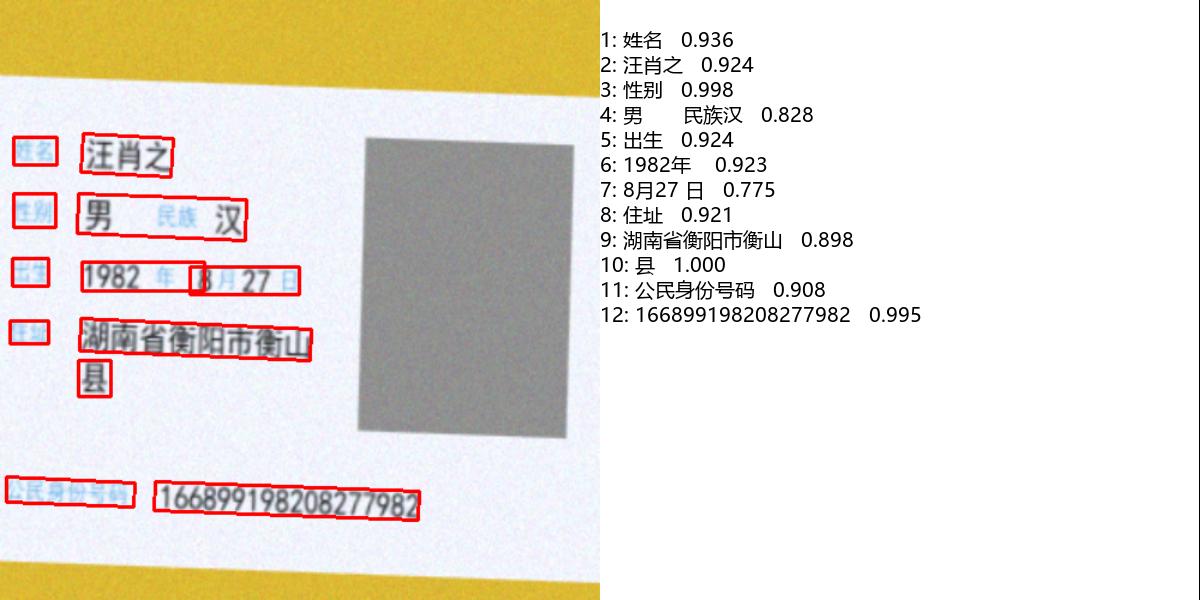 姓名 汪肖之
性别 男 民族 汉
出生 1982 年 8 月 27 日
住址 湖南省衡阳市衡山
县
公民身份号码 166899198208277982
1: 姓名 0.936
2: 汪肖之 0.924
3: 性别 0.998
4: 男 民族汉 0.828
5: 出生 0.924
6: 1982年 0.923
7: 8月27 日 0.775
8: 住址 0.921
9: 湖南省衡阳市衡山 0.898
10: 县 1.000
11: 公民身份号码 0.908
12: 166899198208277982 0.995